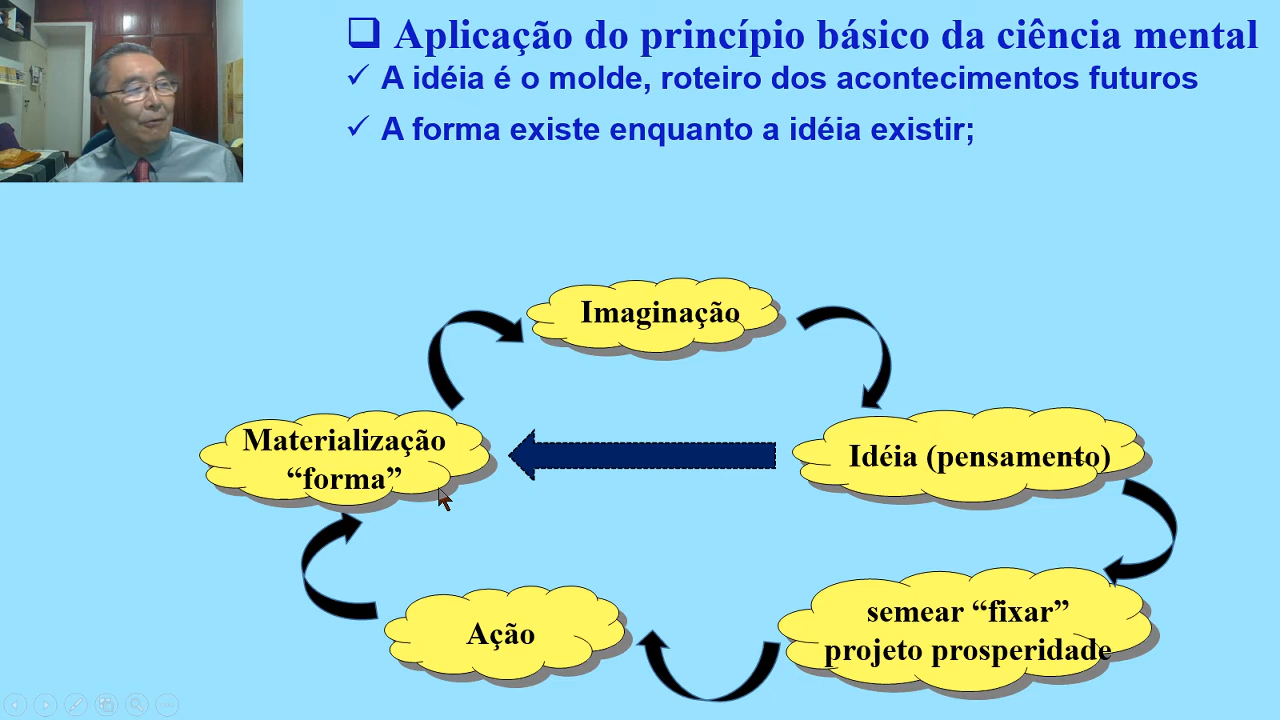 Aplicação do princípio básico da ciência mental
A idéia é o molde, roteiro dos acontecimentos futuros
A forma existe enquanto a idéia existir;
Imaginação
Materialização
“forma”
Idéia (pensamento)
semear “fixar”
projeto prosperidade
Ação